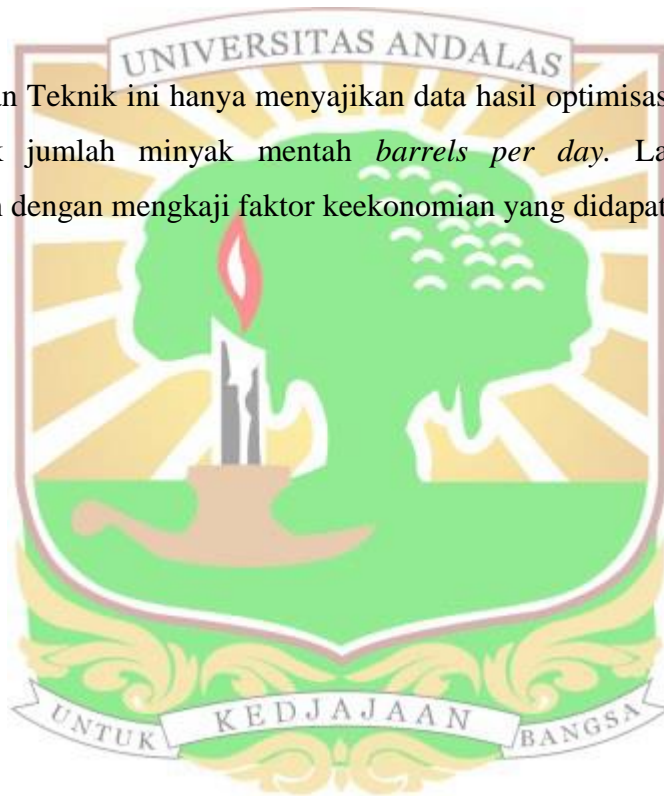 UNIVERSITAS ANDALAS
an Teknik ini hanya menyajikan data hasil optimisas
k jumlah minyak mentah barrels per day. La
n dengan mengkaji faktor keekonomian yang didapat
UNTUK KEDJAJAAN BANGSA